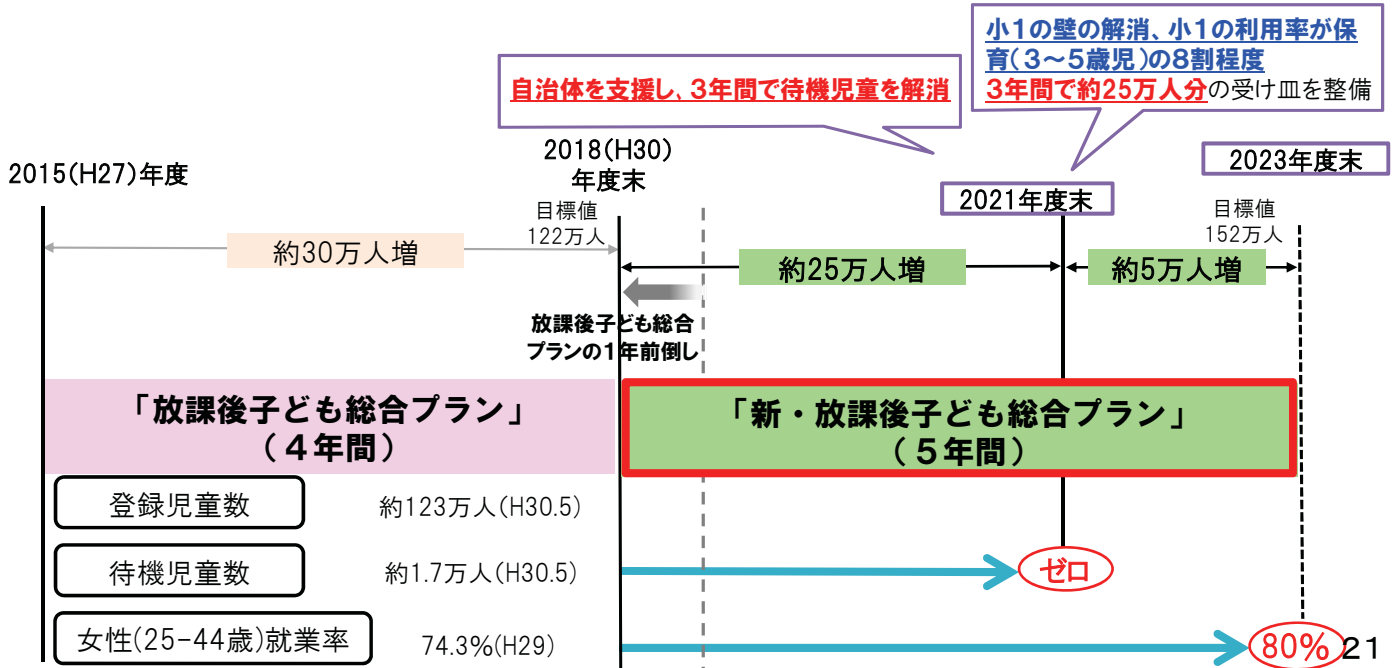 小1の壁の解消、小1の利用率が保
育(3～5歳児)の8割程度
3年間で約25万人分の受け皿を整備
自治体を支援し、3年間で待機児童を解消
2015(H27)年度
2018(H30)
年度末
目標値
122万人
2021年度末
2023年度末
目標値
152万人
約30万人増
約25万人増
約5万人増
放課後子ども総合
プランの1年前倒し
「放課後子ども総合プラン」
(4年間)
「新・放課後子ども総合プラン」
(5年間)
登録児童数
約123万人(H30.5)
待機児童数
約1.7万人(H30.5)
ゼロ
女性(25-44歳)就業率
74.3%(H29)
80%
21